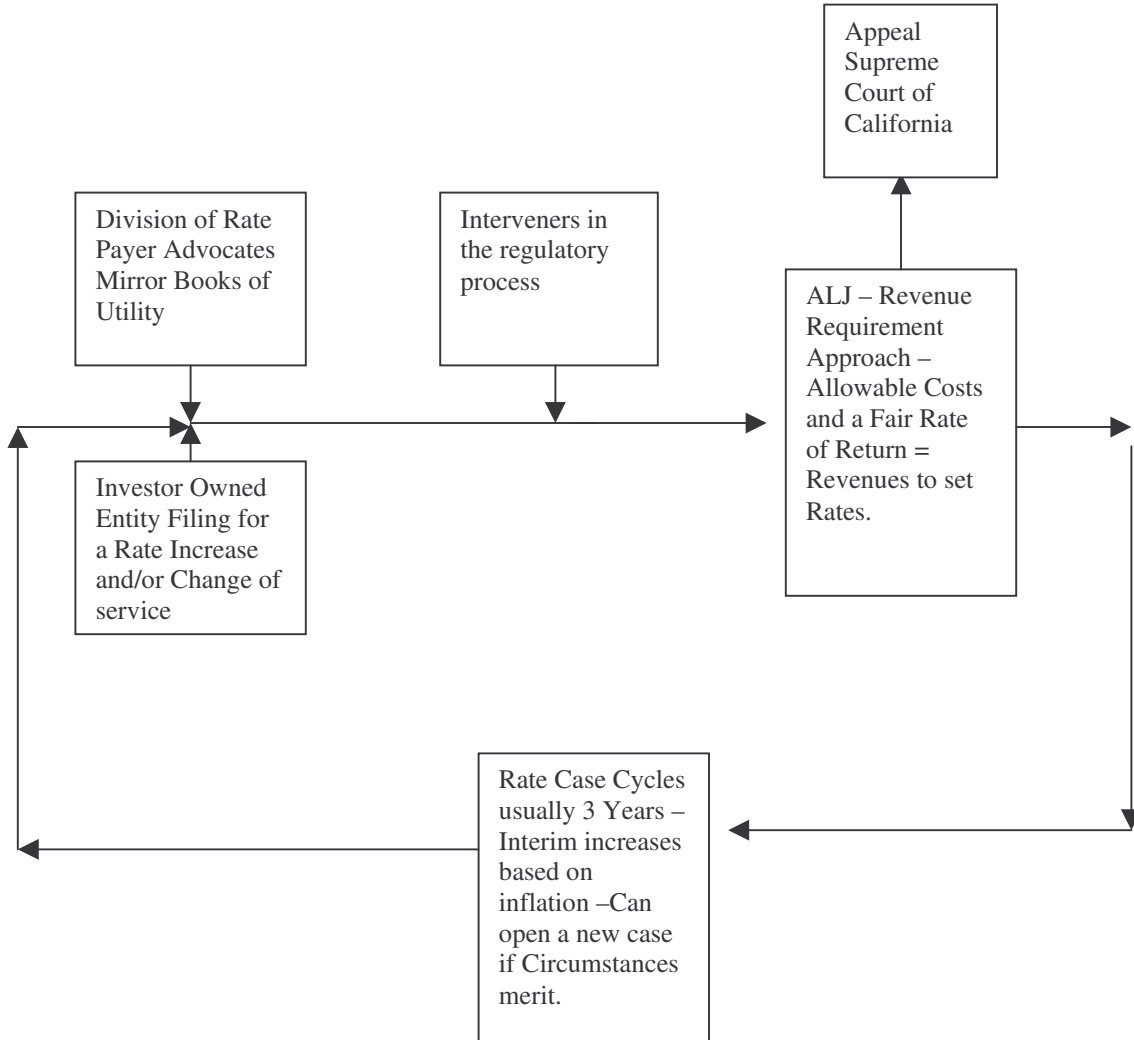 Appeal
Supreme
Court of
California
Division of Rate
Payer Advocates
Mirror Books of
Utility
Interveners in
the regulatory
process
ALJ – Revenue
Requirement
Approach –
Allowable Costs
and a Fair Rate
of Return =
Revenues to set
Rates.
Investor Owned
Entity Filing for
a Rate Increase
and/or Change of
service
Rate Case Cycles
usually 3 Years –
Interim increases
based on
inflation –Can
open a new case
if Circumstances
merit.